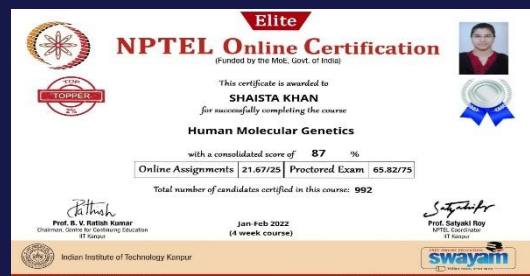 Elite
NPTEL Online Certification
(Funded by the MoE, Govt. of India)
TOP
TOPPER
2%
This certificate is awarded to
SHAISTA KHAN
for successfully completing the course
Human Molecular Genetics
with a consolidated score of 87 %
Online Assignments 21.67/25 Proctored Exam 65.82/75
Total number of candidates certified in this course: 992
Prof. B. V. Ratish Kumar
Chairman, Centre for Continuing Education
IIT Kanpur
Jan-Feb 2022
(4 week course)
Prof. Satyaki Roy
NPTEL Coordinator
IIT Kanpur
Indian Institute of Technology Kanpur
swayam